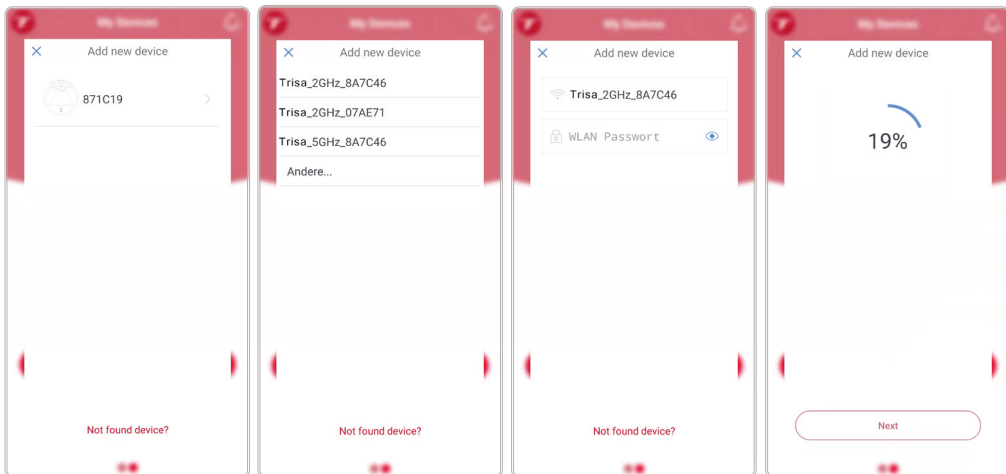 My Devices
Add new device
871C19
Not found device?
My Devices
Add new device
Trisa_2GHz_8A7C46
Trisa_2GHz_07AE71
Trisa_5GHz_8A7C46
Andere...
Not found device?
My Devices
Add new device
Trisa_2GHz_8A7C46
WLAN Passwort
Not found device?
My Devices
Add new device
19%
Next